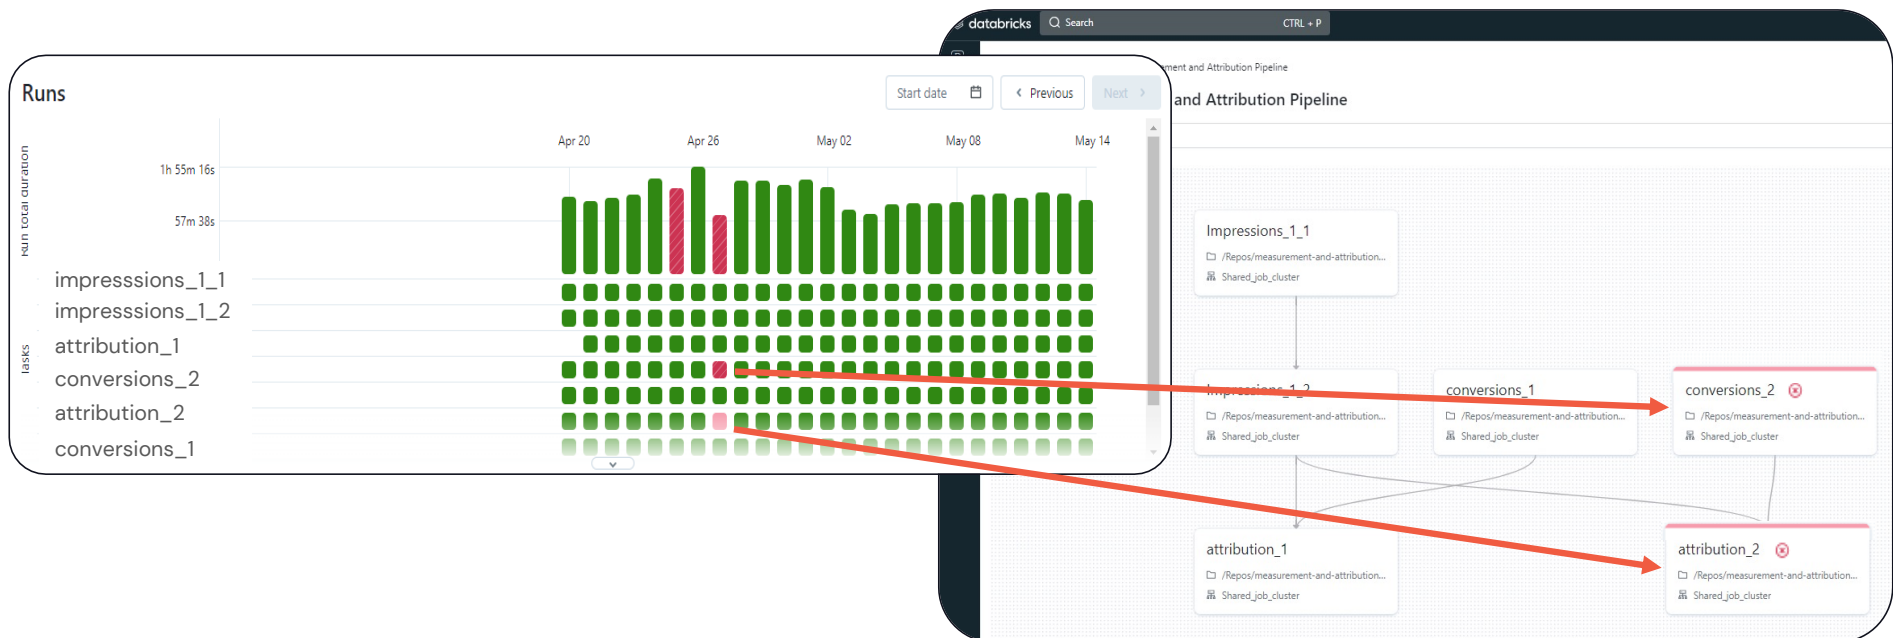 databricks
Search
CTRL + P
Runs
Start date
Previous
Next
and Attribution Pipeline
and Attribution Pipeline
Apr 20
Apr 26
May 02
May 08
May 14
Run total duration
1h 55m 16s
57m 38s
Tasks
impresssions_1_1
impresssions_1_2
attribution_1
conversions_2
attribution_2
conversions_1
Impressions_1_1
/Repos/measurement-and-attribution...
Shared_job_cluster
Impressions_1_2
/Repos/measurement-and-attribution...
Shared_job_cluster
conversions_1
/Repos/measurement-and-attribution...
Shared_job_cluster
conversions_2
/Repos/measurement-and-attribution...
Shared_job_cluster
attribution_1
/Repos/measurement-and-attribution...
Shared_job_cluster
attribution_2
/Repos/measurement-and-attribution...
Shared_job_cluster